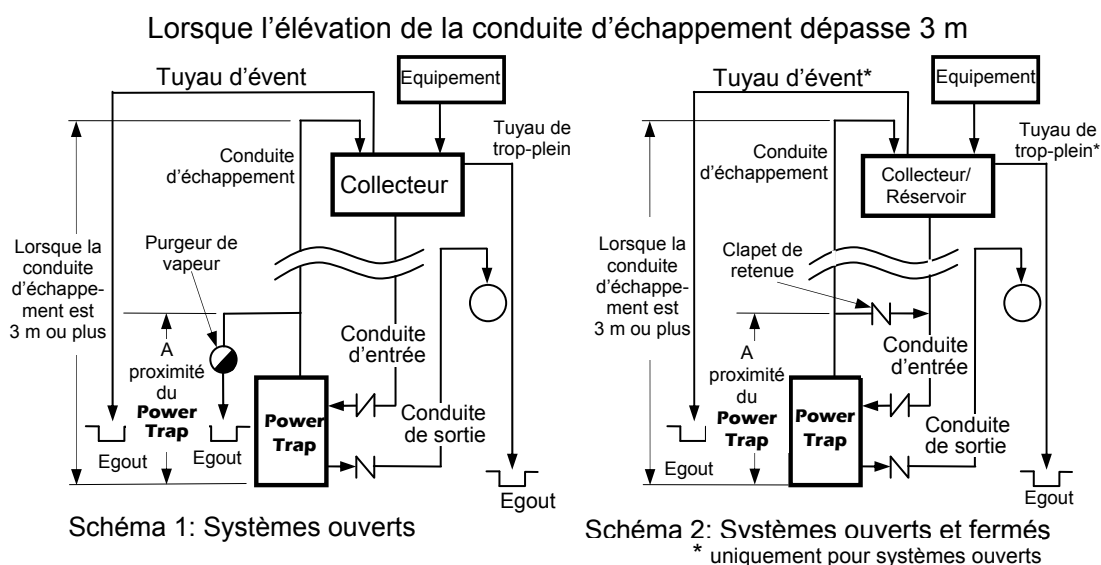 Lorsque l'élévation de la conduite d'échappement dépasse 3 m
Tuyau d'évent
Equipement
Tuyau de
trop-plein
Conduite
d'échappement
Collecteur
Lorsque la
conduite
d'échappe-
ment est
3 m ou plus
Purgeur de
vapeur
A
proximité
du
Power
Trap
Conduite
d'entrée
Power
Trap
Conduite
de sortie
Egout
Egout
Egout
Schéma 1: Systèmes ouverts
Tuyau d'évent*
Equipement
Tuyau de
trop-plein*
Conduite
d'échappement
Collecteur/
Réservoir
Lorsque la
conduite
d'échappe-
ment est
3 m ou plus
Clapet de
retenue
A
proximité
du
Power
Trap
Conduite
d'entrée
Power
Trap
Conduite
de sortie
Egout
Egout
Schéma 2: Systèmes ouverts et fermés
* uniquement pour systèmes ouverts